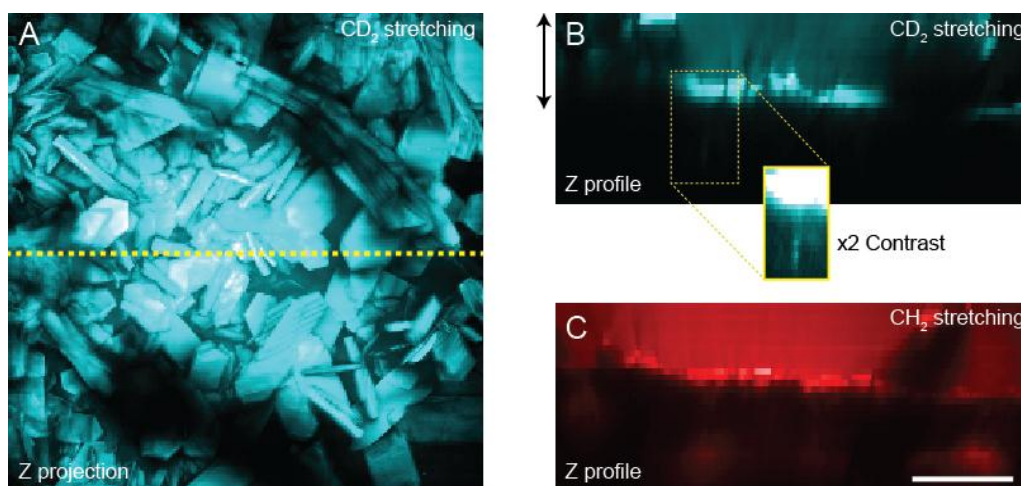 A
CD₂ stretching
Z projection
B
CD₂ stretching
Z profile
x2 Contrast
C
CH₂ stretching
Z profile